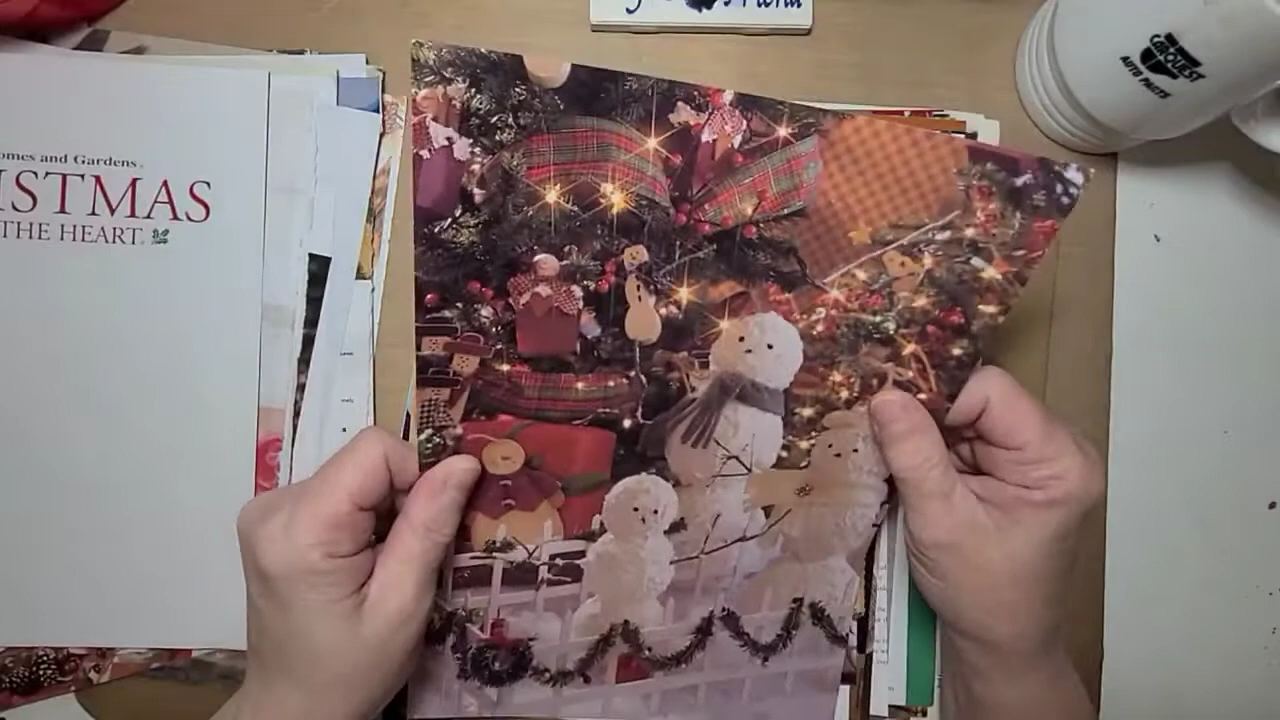 omes and Gardens
ISTMAS
THE HEART.
CARQUEST
AUTO PARTS